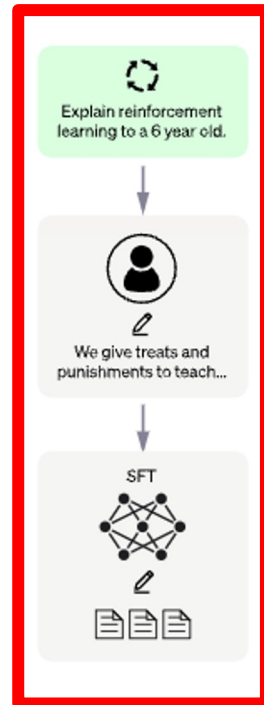 Explain reinforcement
learning to a 6 year old.
We give treats and
punishments to teach...
SFT